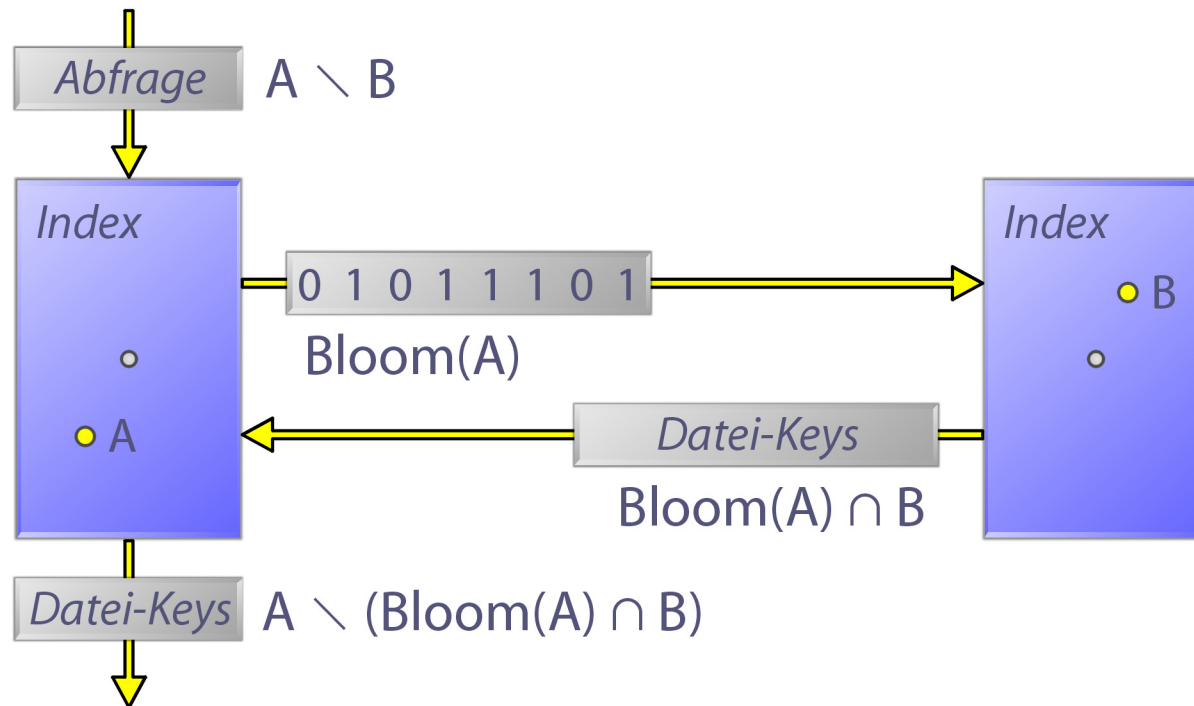 Abfrage A ∖ B
Index
Index
0 1 0 1 1 1 0 1
B
Bloom(A)
A
Datei-Keys
Bloom(A) ∩ B
Datei-Keys A ∖ (Bloom(A) ∩ B)